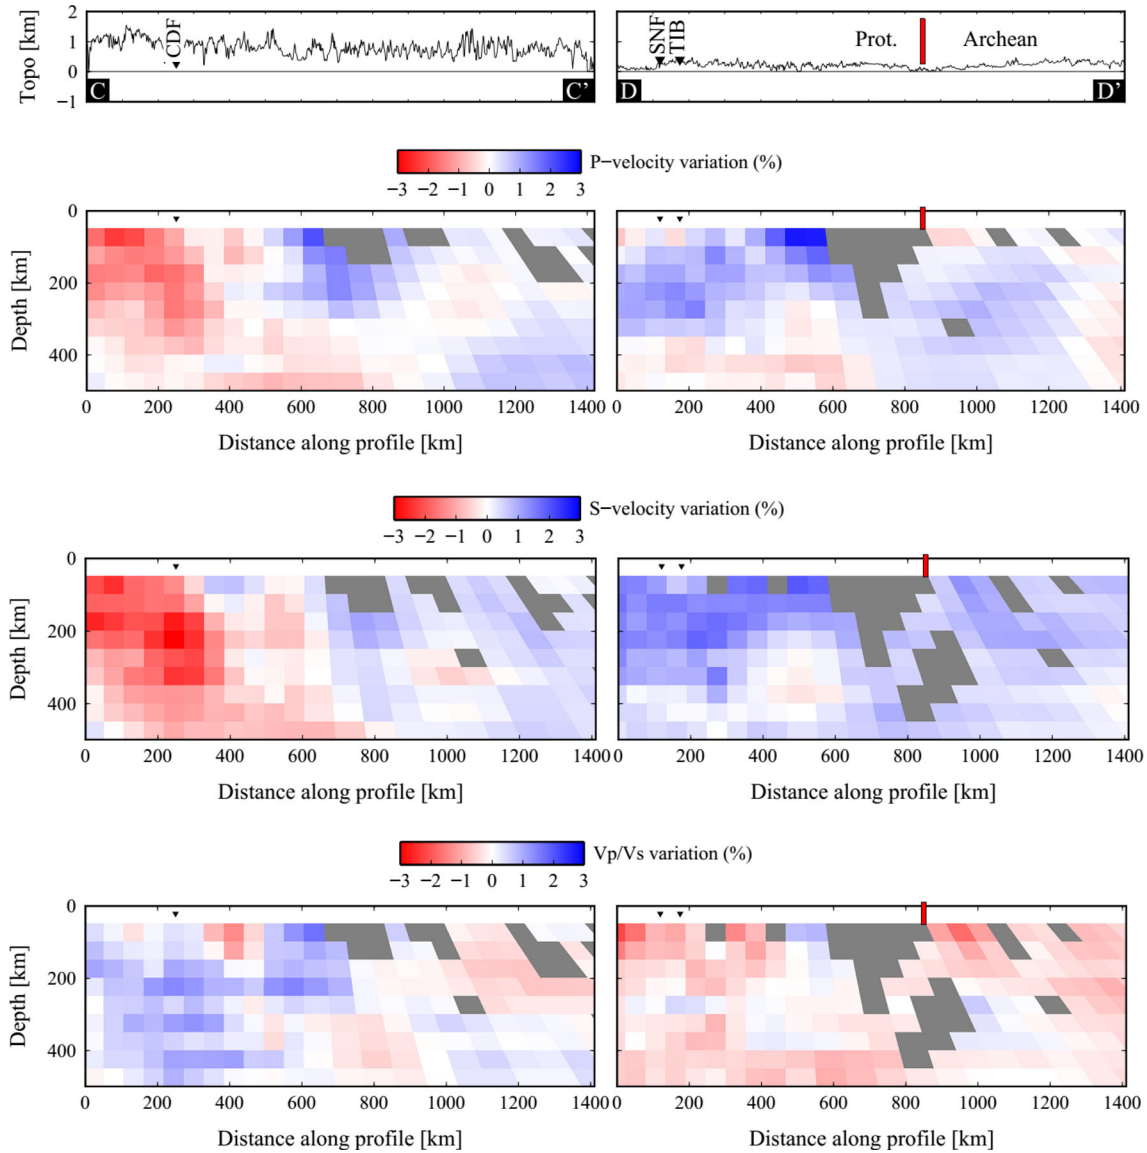 Topo [km]
2
1
0
−1
CDF
C
C'
SNF
TIB
Prot.
Archean
D
D'
P−velocity variation (%)
−3 −2 −1 0 1 2 3
Depth [km]
0
200
400
0 200 400 600 800 1000 1200 1400
0 200 400 600 800 1000 1200 1400
Distance along profile [km]
Distance along profile [km]
S−velocity variation (%)
−3 −2 −1 0 1 2 3
Depth [km]
0
200
400
0 200 400 600 800 1000 1200 1400
0 200 400 600 800 1000 1200 1400
Distance along profile [km]
Distance along profile [km]
Vp/Vs variation (%)
−3 −2 −1 0 1 2 3
Depth [km]
0
200
400
0 200 400 600 800 1000 1200 1400
0 200 400 600 800 1000 1200 1400
Distance along profile [km]
Distance along profile [km]